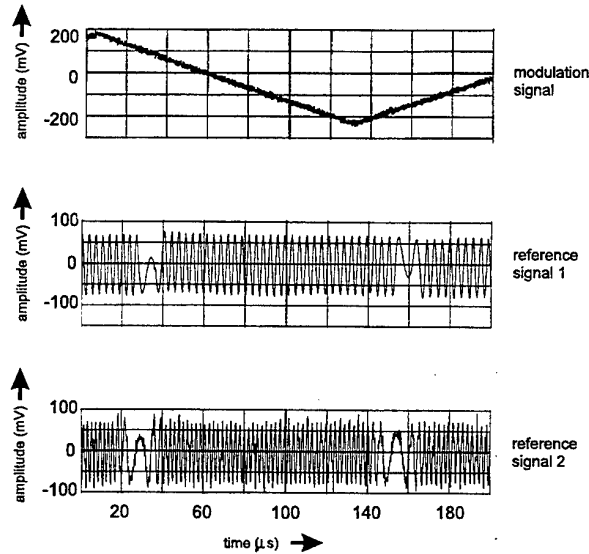 200
0
-200
amplitude (mV)
modulation
signal
100
0
-100
amplitude (mV)
reference
signal 1
100
0
-100
amplitude (mV)
reference
signal 2
20 60 100 140 180
time (µs)